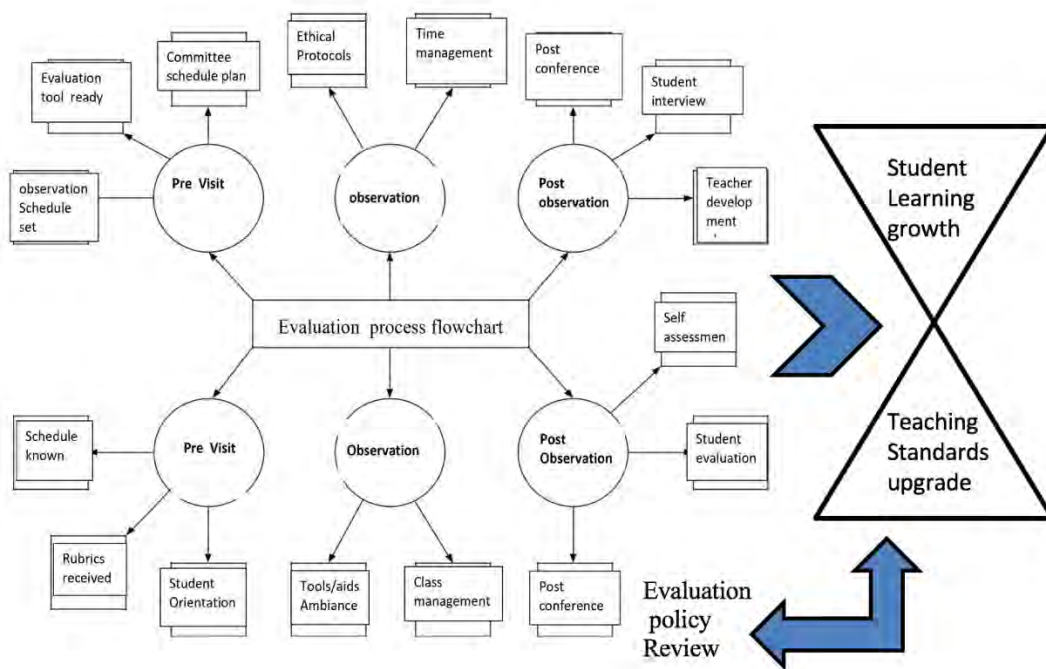 Ethical
Protocols
Time
management
Post
conference
Committee
schedule plan
Evaluation
tool ready
Student
interview
observation
Schedule
set
Pre Visit
observation
Post
observation
Teacher
develop
ment
Student
Learning
growth
Evaluation process flowchart
Self
assessmen
Schedule
known
Pre Visit
Observation
Post
Observation
Student
evaluation
Teaching
Standards
upgrade
Rubrics
received
Student
Orientation
Tools/aids
Ambiance
Class
management
Post
conference
Evaluation
policy
Review